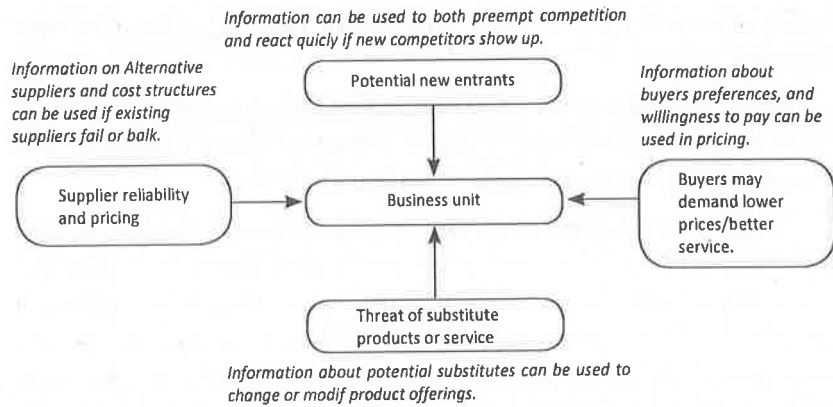 Information can be used to both preempt competition
and react quicly if new competitors show up.
Information on Alternative
suppliers and cost structures
can be used if existing
suppliers fail or balk.
Potential new entrants
Information about
buyers preferences, and
willingness to pay can be
used in pricing.
Supplier reliability
and pricing
Business unit
Buyers may
demand lower
prices/better
service.
Threat of substitute
products or service
Information about potential substitutes can be used to
change or modif product offerings.